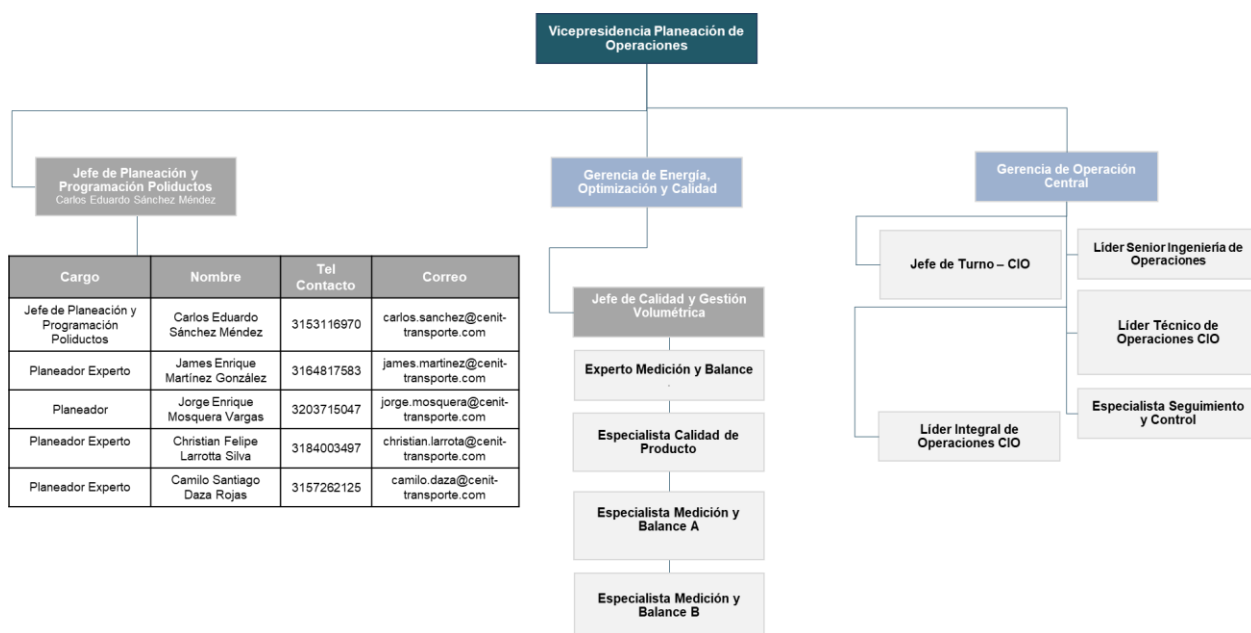 Vicepresidencia Planeación de
Operaciones
Jefe de Planeación y
Programación Poliductos
Carlos Eduardo Sánchez Méndez
Gerencia de Energía,
Optimización y Calidad
Gerencia de Operación
Central
Cargo Nombre Tel Contacto Correo
Jefe de Planeación y Programación Poliductos Carlos Eduardo Sánchez Méndez 3153116970 carlos.sanchez@cenit-transporte.com
Planeador Experto James Enrique Martínez González 3164817583 james.martinez@cenit-transporte.com
Planeador Jorge Enrique Mosquera Vargas 3203715047 jorge.mosquera@cenit-transporte.com
Planeador Experto Christian Felipe Larrotta Silva 3184003497 christian.larrota@cenit-transporte.com
Planeador Experto Camilo Santiago Daza Rojas 3157262125 camilo.daza@cenit-transporte.com
Jefe de Calidad y Gestión
Volumétrica
Experto Medición y Balance
Especialista Calidad de
Producto
Especialista Medición y
Balance A
Especialista Medición y
Balance B
Jefe de Turno – CIO
Líder Senior Ingeniería de
Operaciones
Líder Técnico de
Operaciones CIO
Líder Integral de
Operaciones CIO
Especialista Seguimiento
y Control